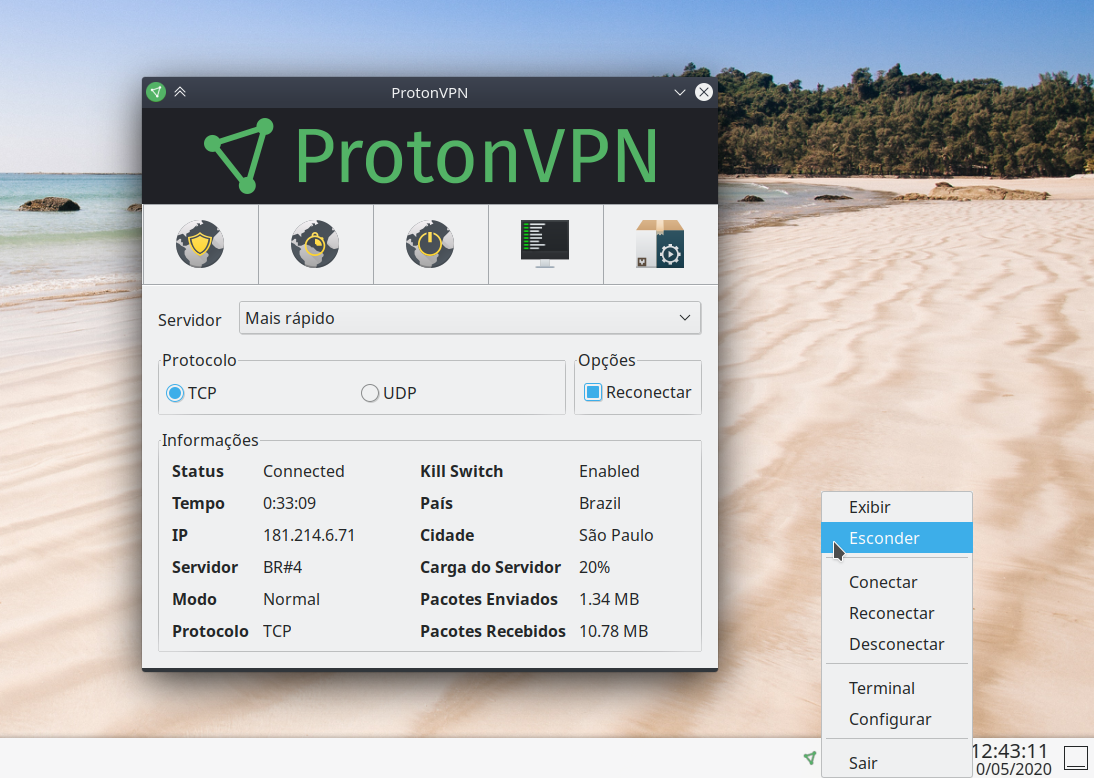 ProtonVPN
ProtonVPN
Servidor Mais rápido
Protocolo Opções
TCP UDP Reconectar
Informações
Status Connected Kill Switch Enabled
Tempo 0:33:09 País Brazil
IP 181.214.6.71 Cidade São Paulo
Servidor BR#4 Carga do Servidor 20%
Modo Normal Pacotes Enviados 1.34 MB
Protocolo TCP Pacotes Recebidos 10.78 MB
Exibir
Esconder
Conectar
Reconectar
Desconectar
Terminal
Configurar
Sair
12:43:11
0/05/2020